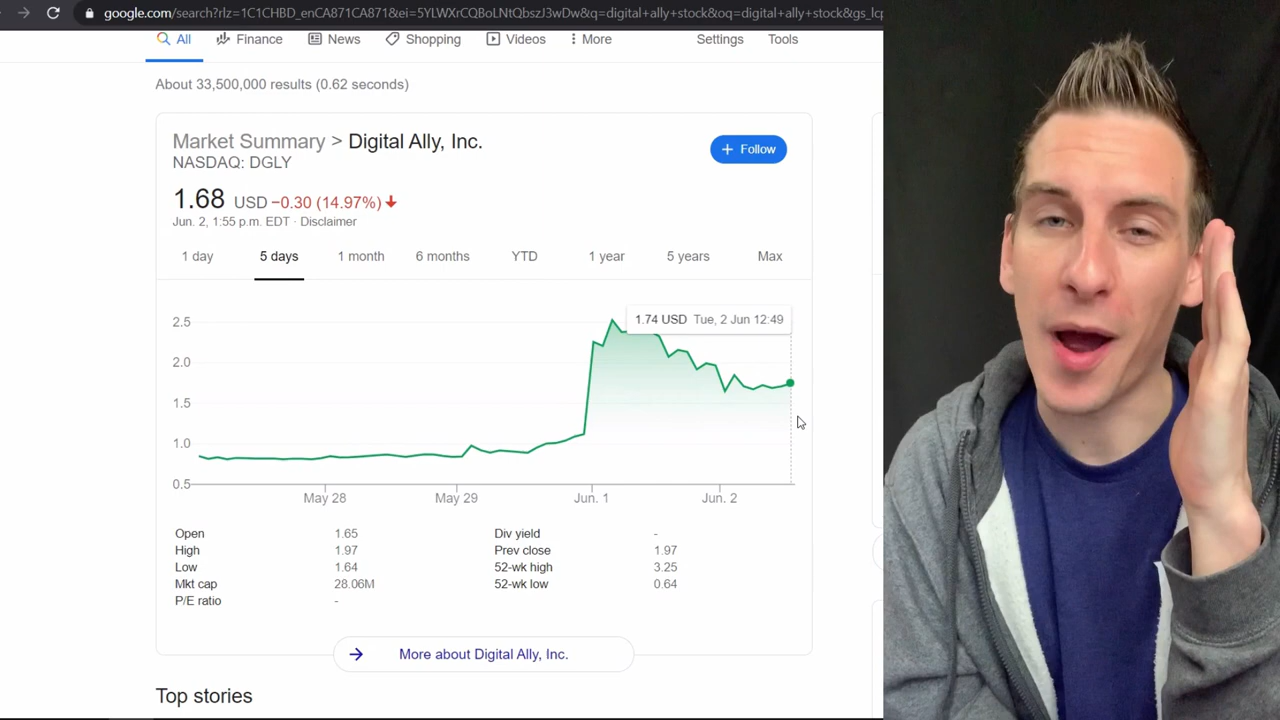 google.com/search?rlz=1C1CHBD_enCA871CA871&ei=5YLWXrCQBoLNtQbszJ3wDw&q=digital+ally+stock&oq=digital+ally+stock&gs_lcp
All Finance News Shopping Videos More Settings Tools
About 33,500,000 results (0.62 seconds)
Market Summary > Digital Ally, Inc.
NASDAQ: DGLY
+ Follow
1.68 USD −0.30 (14.97%)
Jun. 2, 1:55 p.m. EDT · Disclaimer
1 day 5 days 1 month 6 months YTD 1 year 5 years Max
1.74 USD Tue, 2 Jun 12:49
2.5
2.0
1.5
1.0
0.5
May 28 May 29 Jun. 1 Jun. 2
Open 1.65 Div yield -
High 1.97 Prev close 1.97
Low 1.64 52-wk high 3.25
Mkt cap 28.06M 52-wk low 0.64
P/E ratio -
More about Digital Ally, Inc.
Top stories